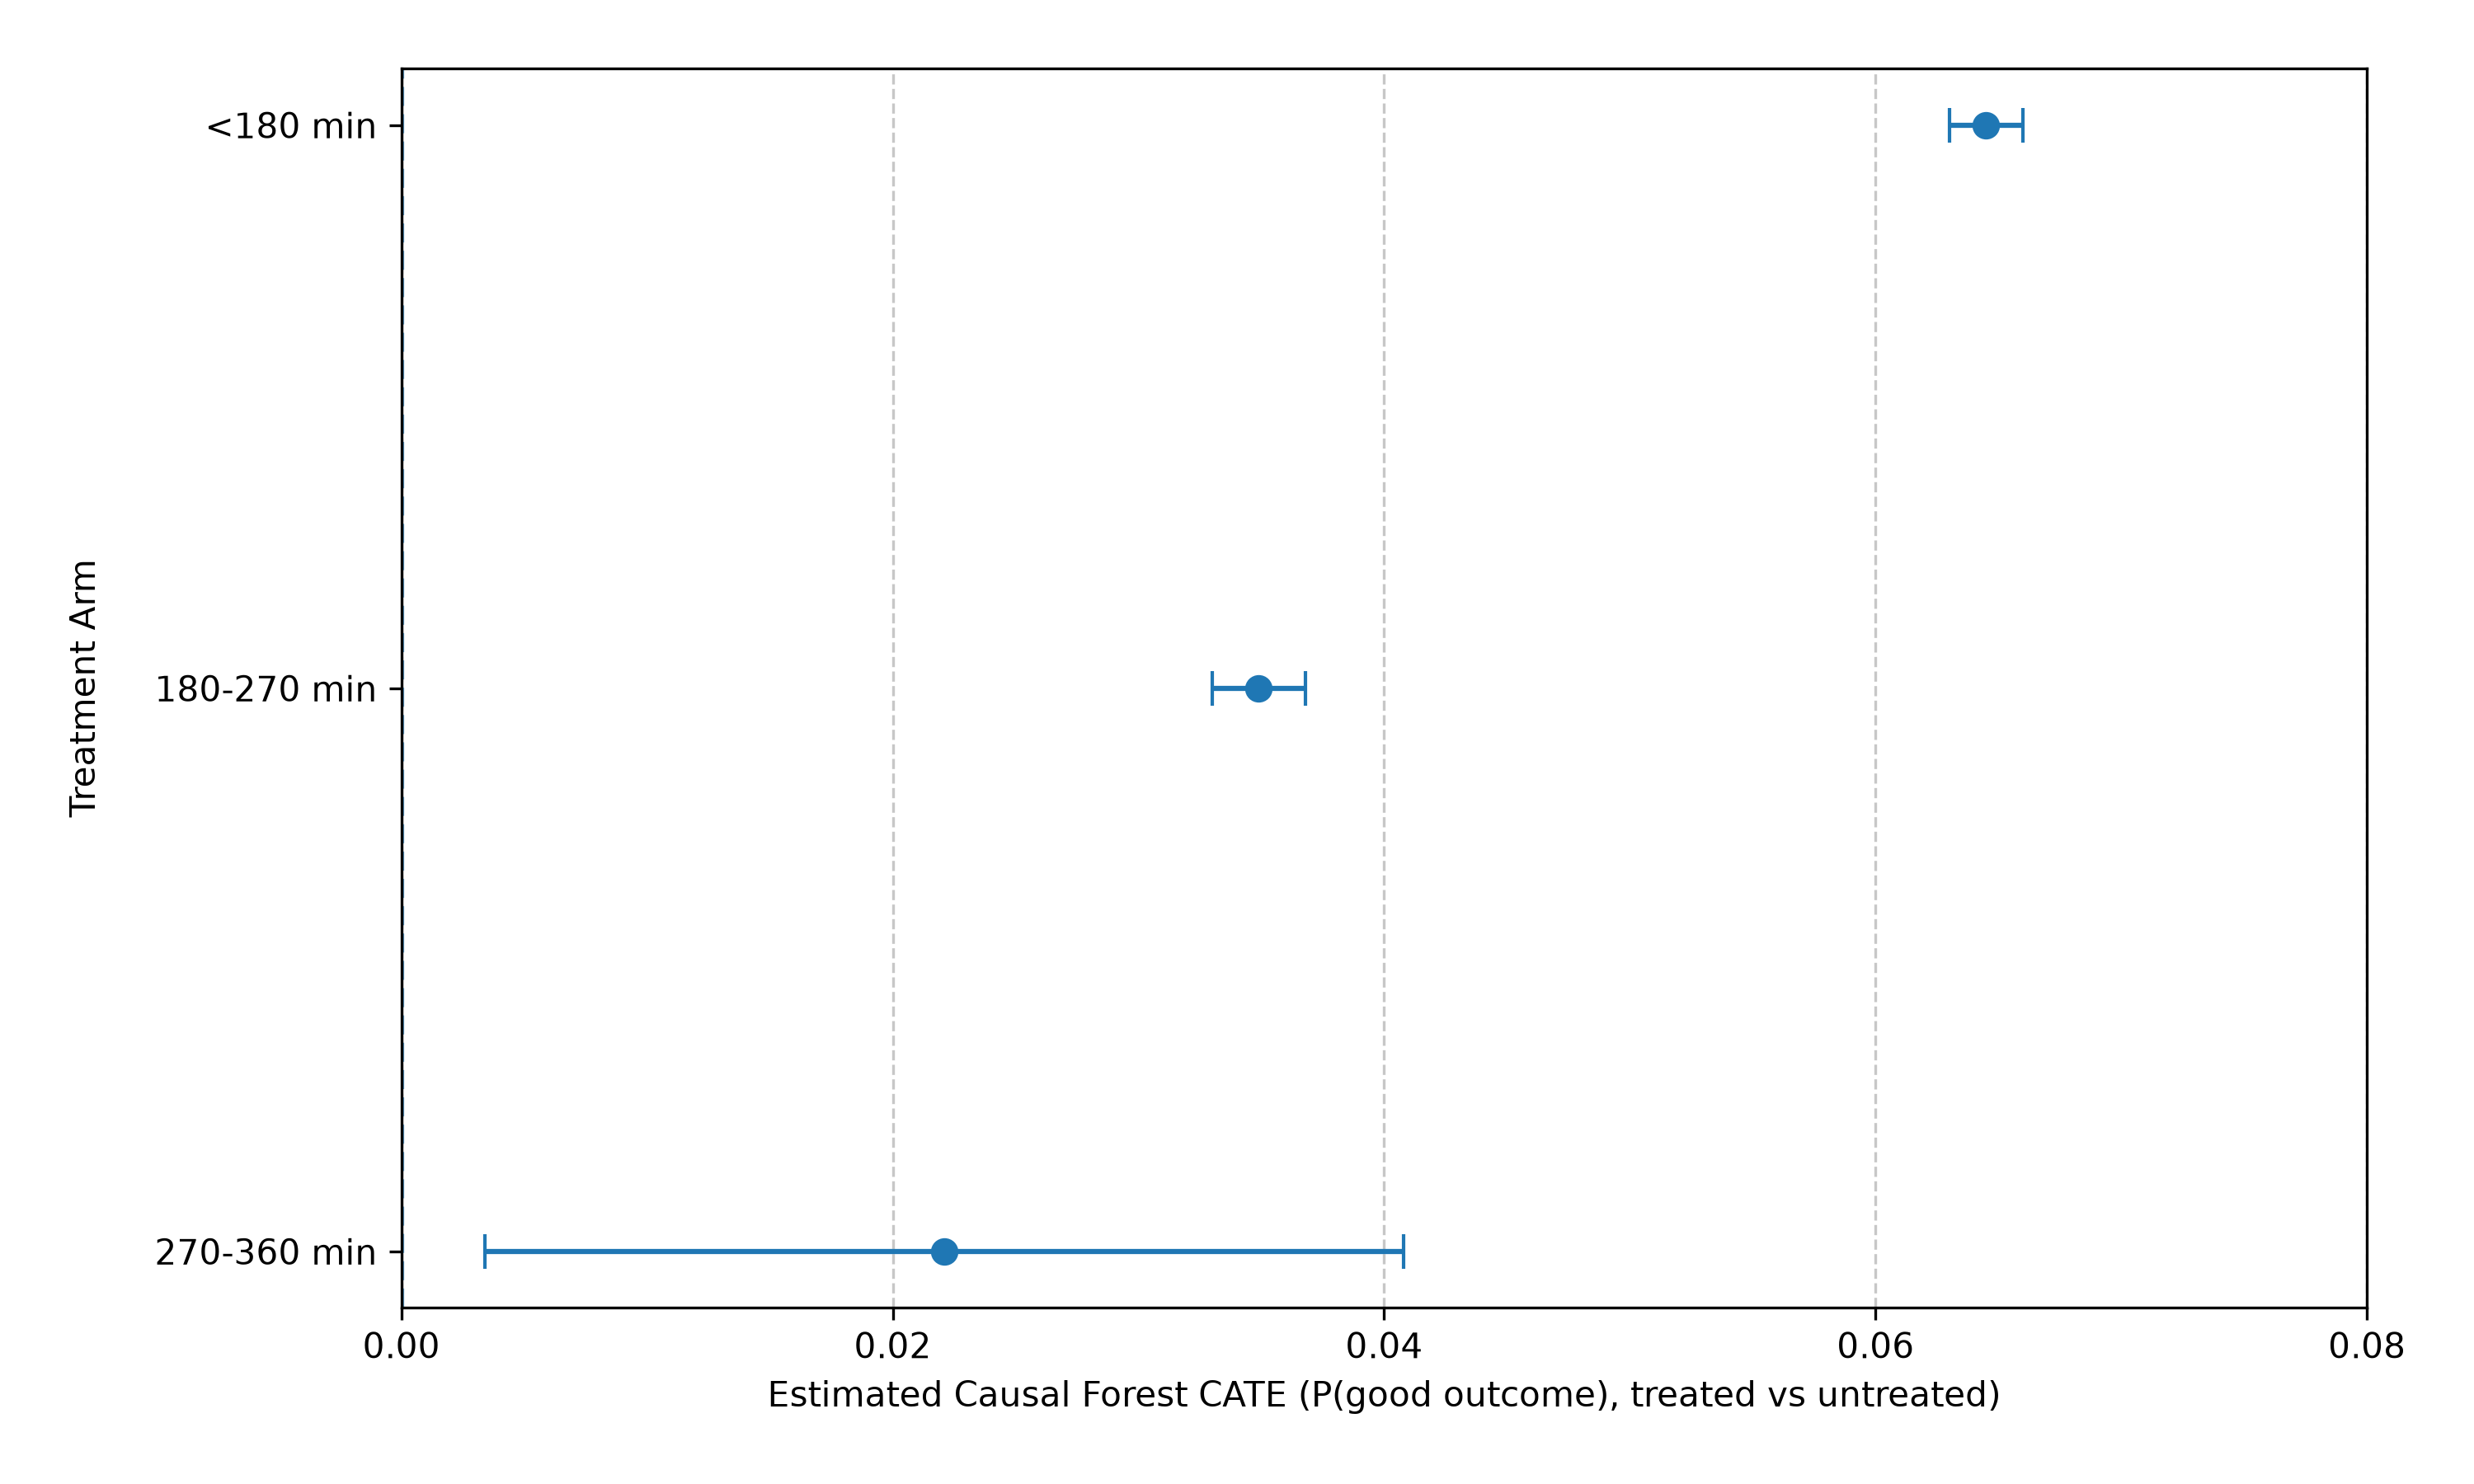 <180 min
180-270 min
270-360 min
Treatment Arm
0.00 0.02 0.04 0.06 0.08
Estimated Causal Forest CATE (P(good outcome), treated vs untreated)